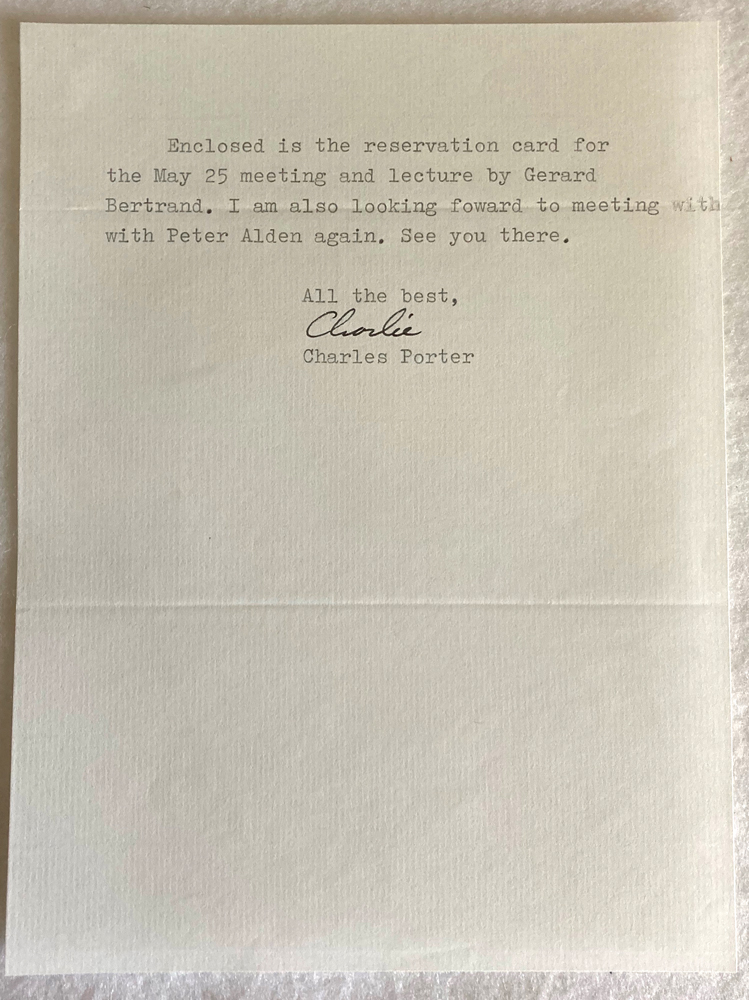 Enclosed is the reservation card for
the May 25 meeting and lecture by Gerard
Bertrand. I am also looking foward to meeting with
with Peter Alden again. See you there.
All the best,
Charlie
Charles Porter